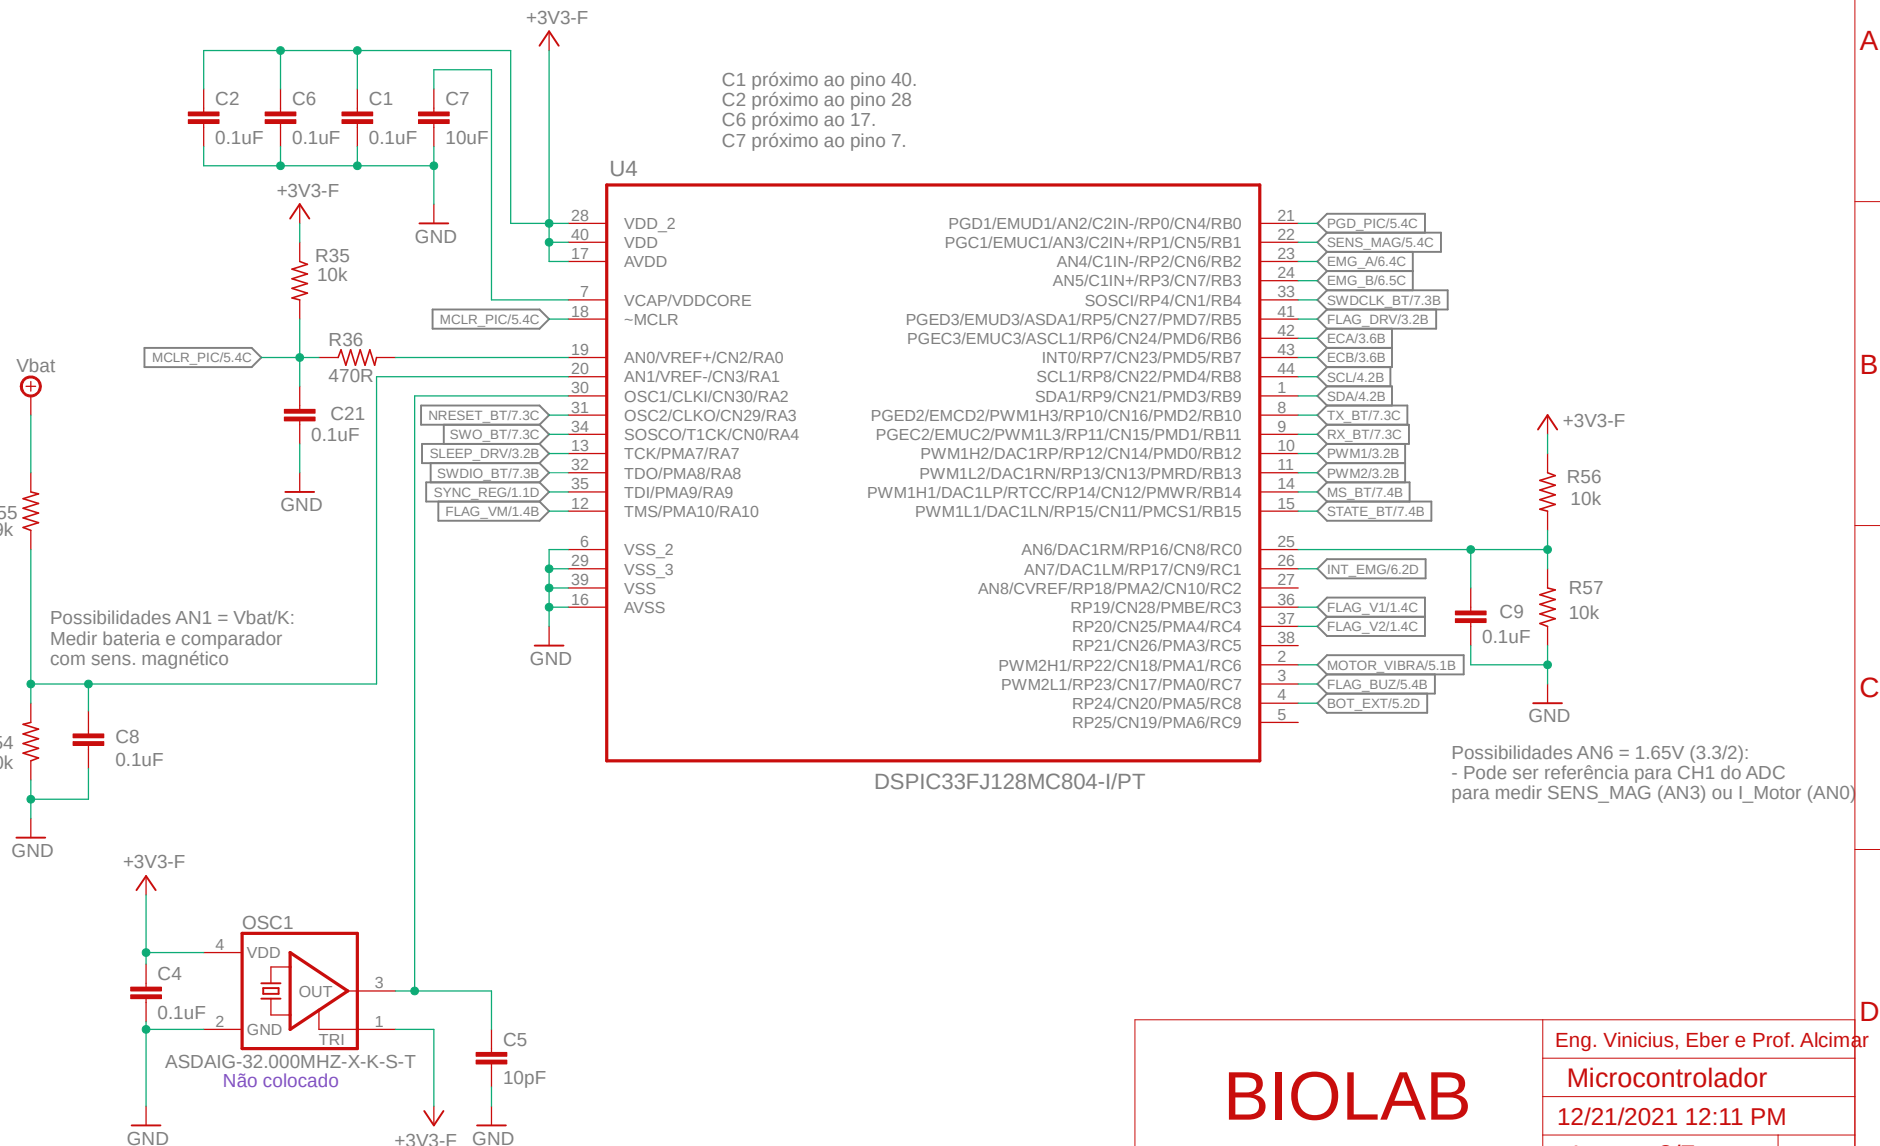 +3V3-F
C2
0.1uF
C6
0.1uF
C1
0.1uF
C7
10uF
GND
C1 próximo ao pino 40.
C2 próximo ao pino 28
C6 próximo ao 17.
C7 próximo ao pino 7.
+3V3-F
R35
10k
MCLR_PIC/5.4C
MCLR_PIC/5.4C
R36
470R
C21
0.1uF
GND
Vbat
U4
28 VDD_2
40 VDD
17 AVDD
7 VCAP/VDDCORE
18 ~MCLR
19 AN0/VREF+/CN2/RA0
20 AN1/VREF-/CN3/RA1
30 OSC1/CLKI/CN30/RA2
NRESET_BT/7.3C 31 OSC2/CLKO/CN29/RA3
SWO_BT/7.3C 34 SOSCO/T1CK/CN0/RA4
SLEEP_DRV/3.2B 13 TCK/PMA7/RA7
SWDIO_BT/7.3B 32 TDO/PMA8/RA8
SYNC_REG/1.1D 35 TDI/PMA9/RA9
FLAG_VM/1.4B 12 TMS/PMA10/RA10
6 VSS_2
29 VSS_3
39 VSS
16 AVSS
GND
PGD1/EMUD1/AN2/C2IN-/RP0/CN4/RB0 21 PGD_PIC/5.4C
PGC1/EMUC1/AN3/C2IN+/RP1/CN5/RB1 22 SENS_MAG/5.4C
AN4/C1IN-/RP2/CN6/RB2 23 EMG_A/6.4C
AN5/C1IN+/RP3/CN7/RB3 24 EMG_B/6.5C
SOSCI/RP4/CN1/RB4 33 SWDCLK_BT/7.3B
PGED3/EMUD3/ASDA1/RP5/CN27/PMD7/RB5 41 FLAG_DRV/3.2B
PGEC3/EMUC3/ASCL1/RP6/CN24/PMD6/RB6 42 ECA/3.6B
INT0/RP7/CN23/PMD5/RB7 43 ECB/3.6B
SCL1/RP8/CN22/PMD4/RB8 44 SCL/4.2B
SDA1/RP9/CN21/PMD3/RB9 1 SDA/4.2B
PGED2/EMCD2/PWM1H3/RP10/CN16/PMD2/RB10 8 TX_BT/7.3C
PGEC2/EMUC2/PWM1L3/RP11/CN15/PMD1/RB11 9 RX_BT/7.3C
PWM1H2/DAC1RP/RP12/CN14/PMD0/RB12 10 PWM1/3.2B
PWM1L2/DAC1RN/RP13/CN13/PMRD/RB13 11 PWM2/3.2B
PWM1H1/DAC1LP/RTCC/RP14/CN12/PMWR/RB14 14 MS_BT/7.4B
PWM1L1/DAC1LN/RP15/CN11/PMCS1/RB15 15 STATE_BT/7.4B
AN6/DAC1RM/RP16/CN8/RC0 25
AN7/DAC1LM/RP17/CN9/RC1 26 INT_EMG/6.2D
AN8/CVREF/RP18/PMA2/CN10/RC2 27
RP19/CN28/PMBE/RC3 36 FLAG_V1/1.4C
RP20/CN25/PMA4/RC4 37 FLAG_V2/1.4C
RP21/CN26/PMA3/RC5 38
PWM2H1/RP22/CN18/PMA1/RC6 2 MOTOR_VIBRA/5.1B
PWM2L1/RP23/CN17/PMA0/RC7 3 FLAG_BUZ/5.4B
RP24/CN20/PMA5/RC8 4 BOT_EXT/5.2D
RP25/CN19/PMA6/RC9 5
DSPIC33FJ128MC804-I/PT
+3V3-F
R56
10k
R57
10k
C9
0.1uF
GND
Possibilidades AN6 = 1.65V (3.3/2):
- Pode ser referência para CH1 do ADC
para medir SENS_MAG (AN3) ou I_Motor (AN0)
Possibilidades AN1 = Vbat/K:
Medir bateria e comparador
com sens. magnético
C8
0.1uF
GND
+3V3-F
OSC1
4 VDD
OUT 3
2 GND
TRI 1
C4
0.1uF
ASDAIG-32.000MHZ-X-K-S-T
Não colocado
C5
10pF
GND
+3V3-F
GND
A
B
C
D
BIOLAB
Eng. Vinicius, Eber e Prof. Alcimar
Microcontrolador
12/21/2021 12:11 PM